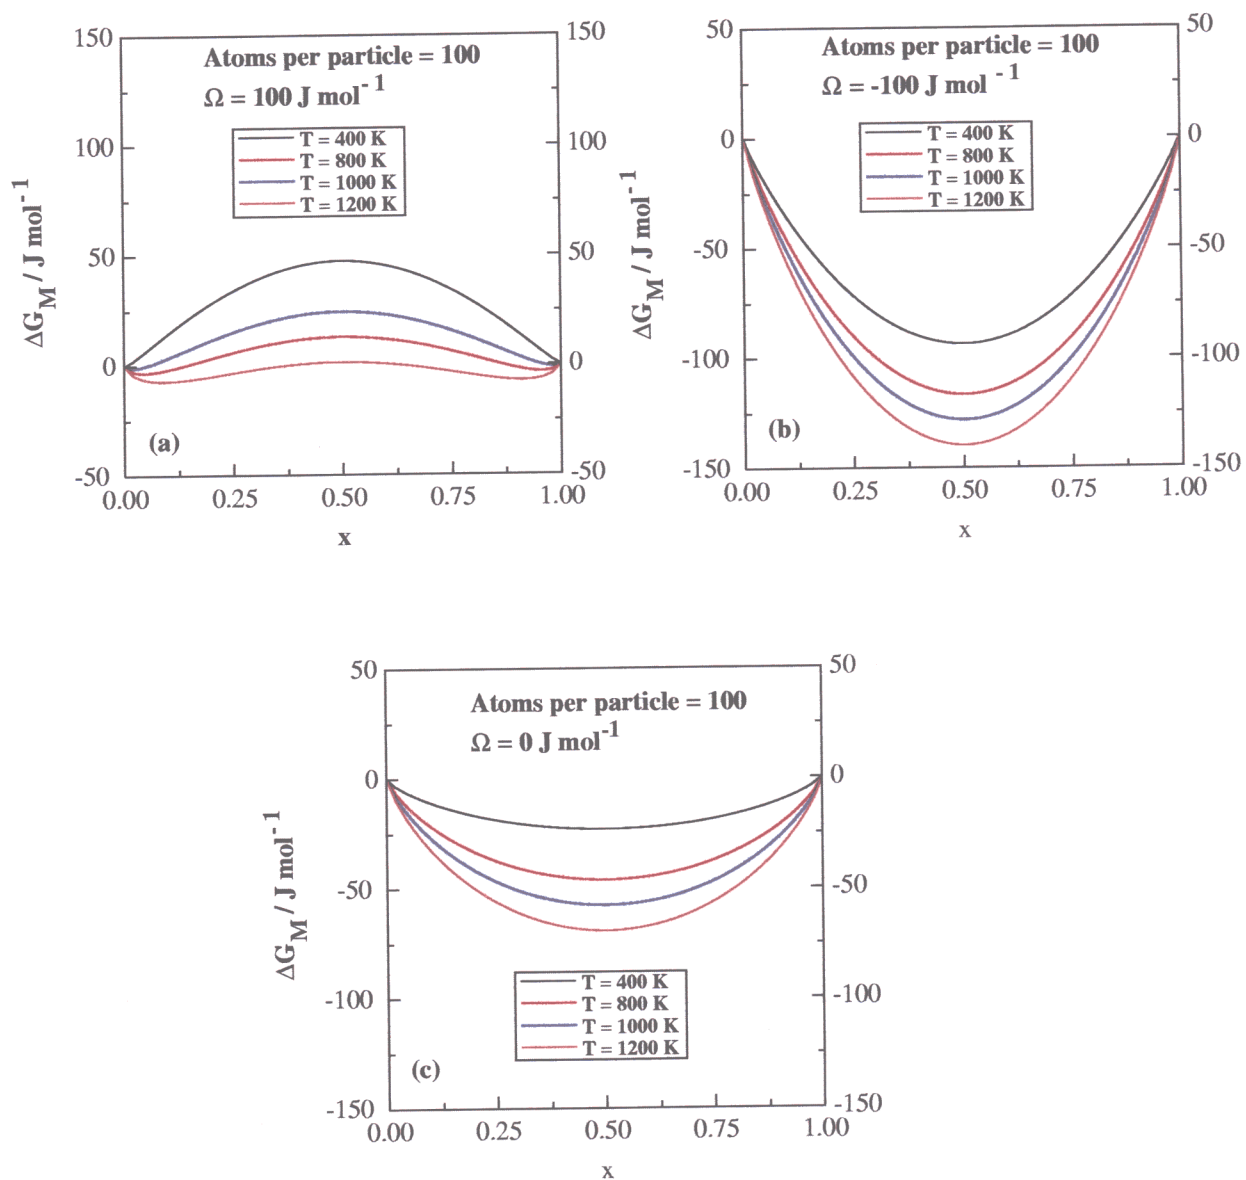 150
100
50
0
-50
150
100
50
0
-50
Atoms per particle = 100
Ω = 100 J mol⁻¹
T = 400 K
T = 800 K
T = 1000 K
T = 1200 K
ΔG_M / J mol⁻¹
(a)
0.00 0.25 0.50 0.75 1.00
x
50
0
-50
-100
-150
50
0
-50
-100
-150
Atoms per particle = 100
Ω = -100 J mol⁻¹
T = 400 K
T = 800 K
T = 1000 K
T = 1200 K
ΔG_M / J mol⁻¹
(b)
0.00 0.25 0.50 0.75 1.00
x
50
0
-50
-100
-150
50
0
-50
-100
-150
Atoms per particle = 100
Ω = 0 J mol⁻¹
ΔG_M / J mol⁻¹
T = 400 K
T = 800 K
T = 1000 K
T = 1200 K
(c)
0.00 0.25 0.50 0.75 1.00
x